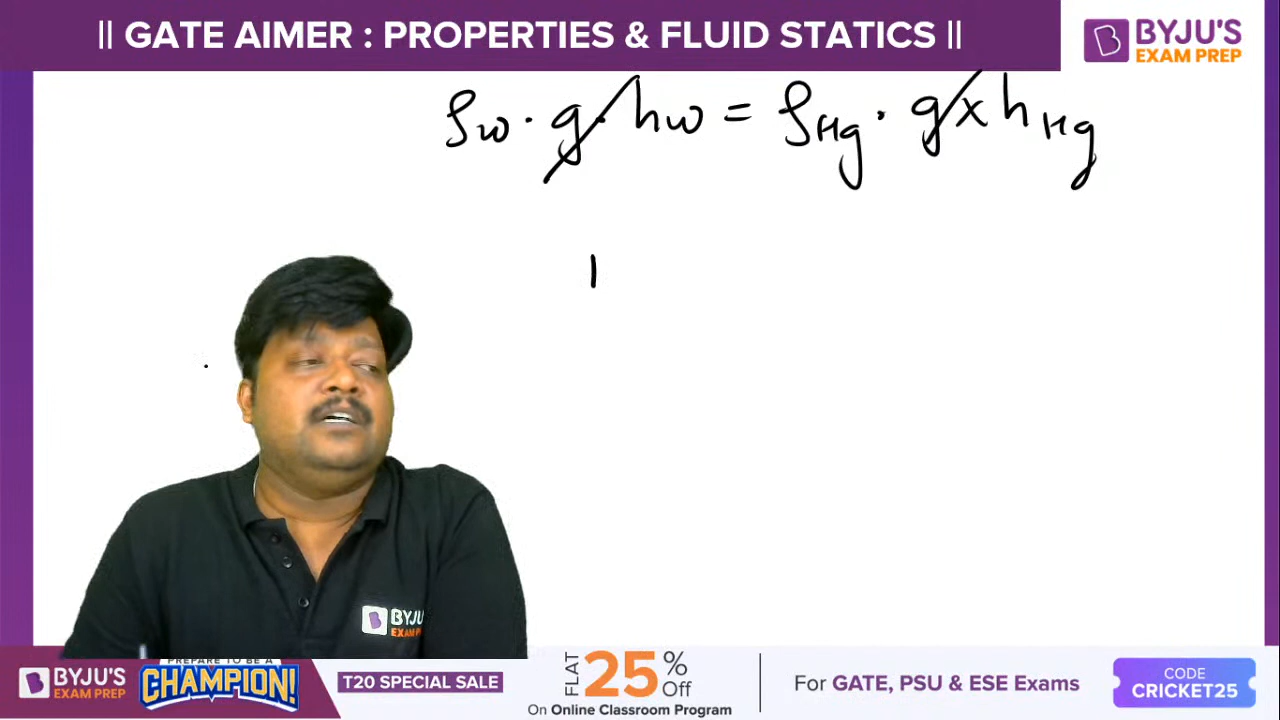 || GATE AIMER : PROPERTIES & FLUID STATICS ||
BYJU'S
EXAM PREP
ρw · g · hw = ρHg · g x hHg
1
BYJU
EXAM P
BYJU'S
EXAM PREP
PREPARE TO BE A
CHAMPION!
T20 SPECIAL SALE
FLAT 25% Off
On Online Classroom Program
For GATE, PSU & ESE Exams
CODE
CRICKET25